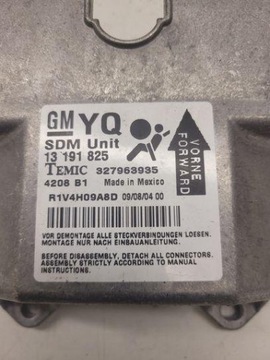 GM YQ
SDM Unit
13 191 825
TEMIC 327963935
4208 B1 Made in Mexico
R1V4H09A8D 09/08/04 00
VORNE
FORWARD
VOR DEMONTAGE ALLE STECKVERBINDUNGEN LOESEN.
MONTAGE NUR NACH EINBAUANLEITUNG.
BEFORE DISASSEMBLY, DETACH ALL CONNECTORS.
ASSEMBLY STRICTLY ACCORDING TO MANUAL.